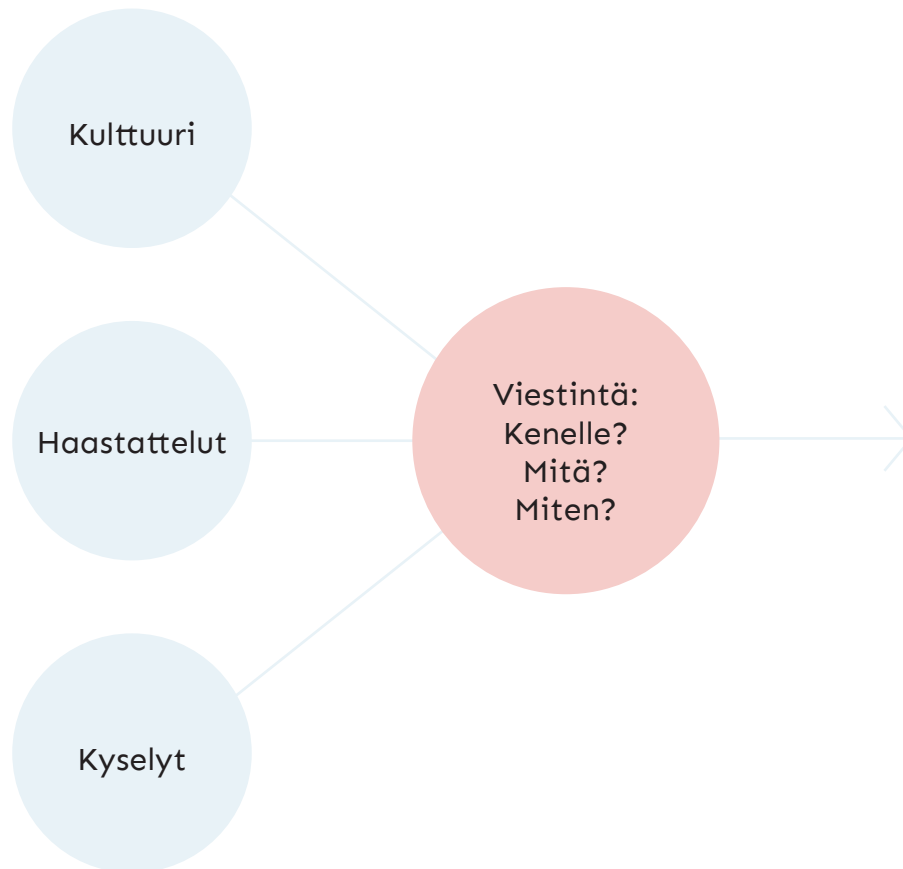 Kulttuuri
Haastattelut
Viestintä:
Kenelle?
Mitä?
Miten?
Kyselyt